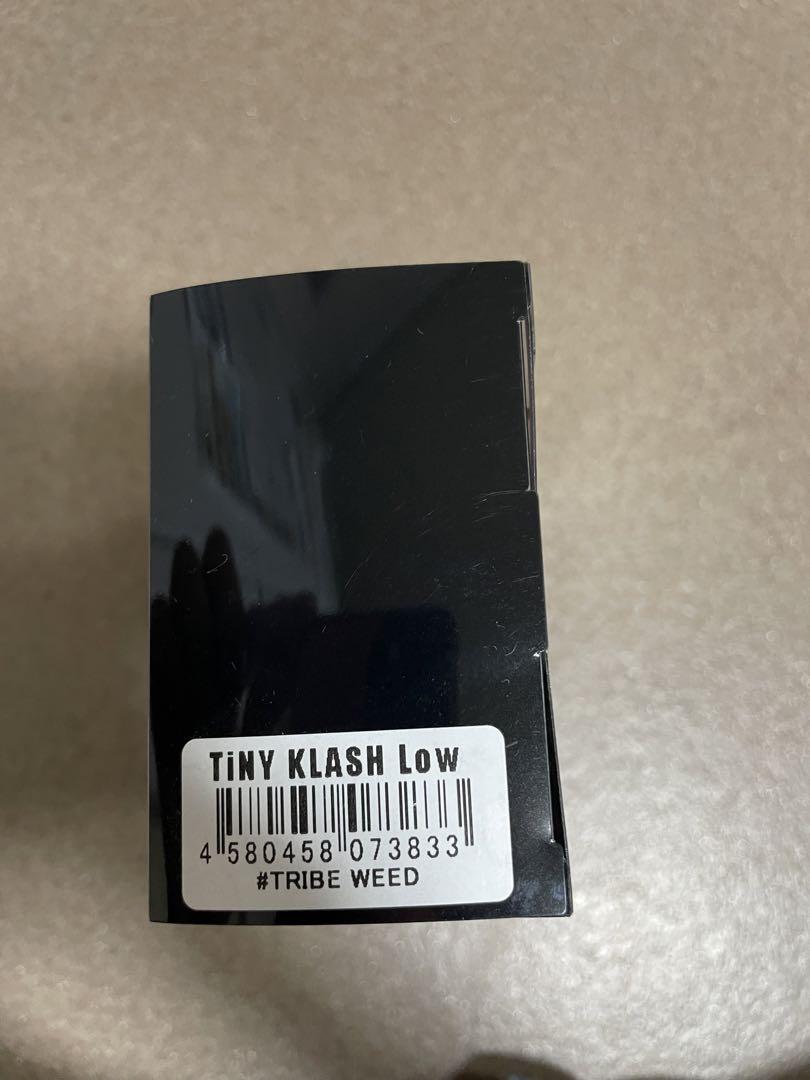 TiNY KLASH Low
4 580458 073833
#TRIBE WEED